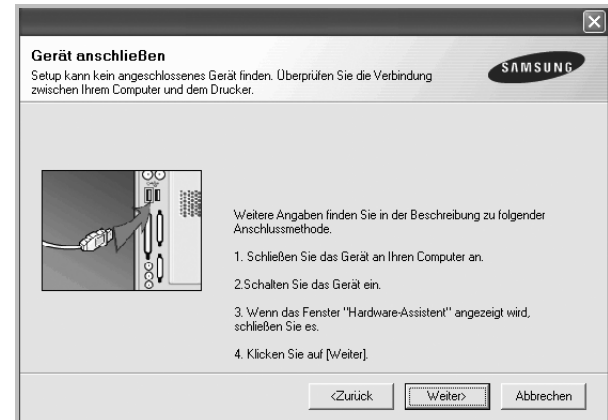 Gerät anschließen
Setup kann kein angeschlossenes Gerät finden. Überprüfen Sie die Verbindung
zwischen Ihrem Computer und dem Drucker.
SAMSUNG
Weitere Angaben finden Sie in der Beschreibung zu folgender
Anschlussmethode.
1. Schließen Sie das Gerät an Ihren Computer an.
2.Schalten Sie das Gerät ein.
3. Wenn das Fenster "Hardware-Assistent" angezeigt wird,
schließen Sie es.
4. Klicken Sie auf [Weiter].
<Zurück
Weiter>
Abbrechen